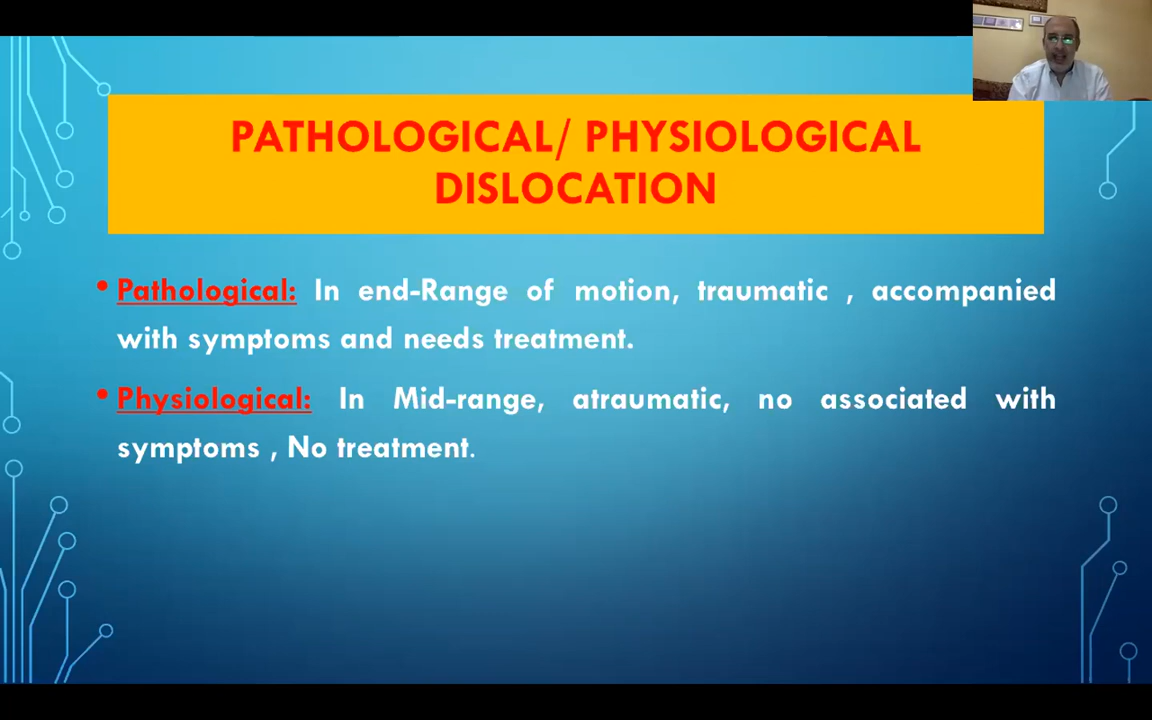 PATHOLOGICAL/ PHYSIOLOGICAL
DISLOCATION
• Pathological: In end-Range of motion, traumatic , accompanied
with symptoms and needs treatment.
• Physiological: In Mid-range, atraumatic, no associated with
symptoms , No treatment.